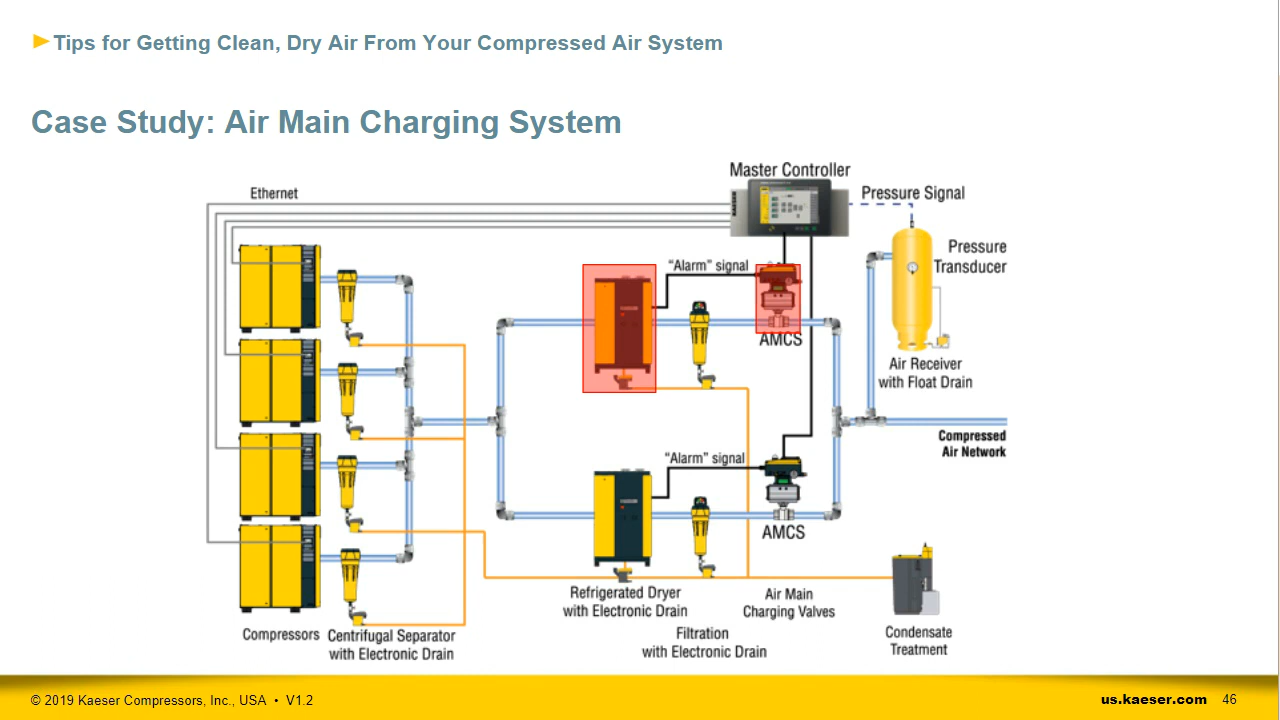 Tips for Getting Clean, Dry Air From Your Compressed Air System
Case Study: Air Main Charging System
Master Controller
Ethernet
Pressure Signal
KAESER
Pressure
Transducer
"Alarm" signal
AMCS
Air Receiver
with Float Drain
Compressed
Air Network
"Alarm" signal
AMCS
Refrigerated Dryer
with Electronic Drain
Air Main
Charging Valves
Compressors
Centrifugal Separator
with Electronic Drain
Filtration
with Electronic Drain
Condensate
Treatment
© 2019 Kaeser Compressors, Inc., USA • V1.2
us.kaeser.com 46